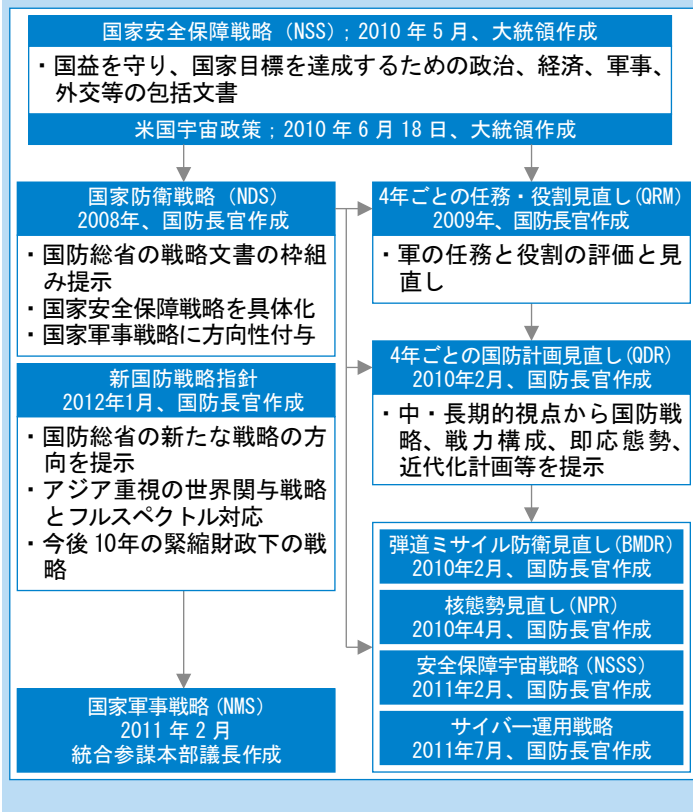 国家安全保障戦略（NSS）；2010年5月、大統領作成
・国益を守り、国家目標を達成するための政治、経済、軍事、
外交等の包括文書
米国宇宙政策；2010年6月18日、大統領作成
国家防衛戦略（NDS）
2008年、国防長官作成
・国防総省の戦略文書の枠組
み提示
・国家安全保障戦略を具体化
・国家軍事戦略に方向性付与
新国防戦略指針
2012年1月、国防長官作成
・国防総省の新たな戦略の方
向を提示
・アジア重視の世界関与戦略
とフルスペクトル対応
・今後10年の緊縮財政下の戦
略
国家軍事戦略（NMS）
2011年2月
統合参謀本部議長作成
4年ごとの任務・役割見直し（QRM）
2009年、国防長官作成
・軍の任務と役割の評価と見
直し
4年ごとの国防計画見直し（QDR）
2010年2月、国防長官作成
・中・長期的視点から国防戦
略、戦力構成、即応態勢、
近代化計画等を提示
弾道ミサイル防衛見直し（BMDR）
2010年2月、国防長官作成
核態勢見直し（NPR）
2010年4月、国防長官作成
安全保障宇宙戦略（NSSS）
2011年2月、国防長官作成
サイバー運用戦略
2011年7月、国防長官作成